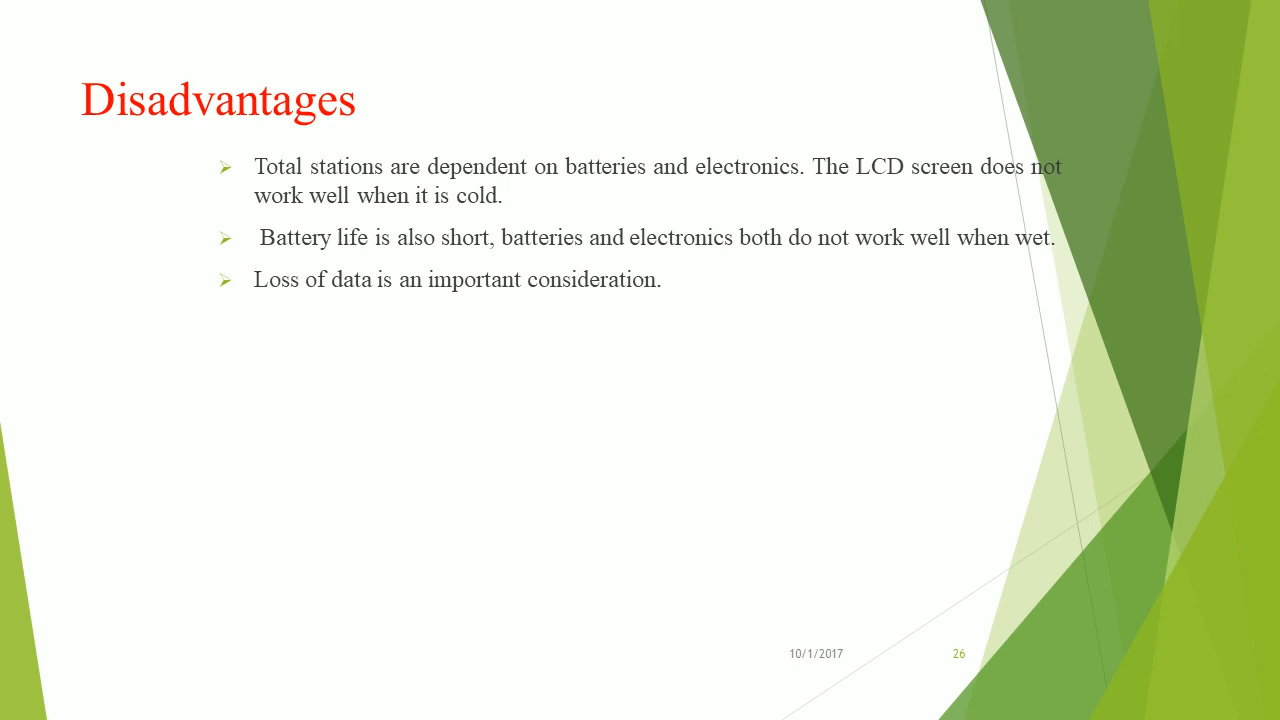 Disadvantages
Total stations are dependent on batteries and electronics. The LCD screen does not
work well when it is cold.
Battery life is also short, batteries and electronics both do not work well when wet.
Loss of data is an important consideration.
10/1/2017 26